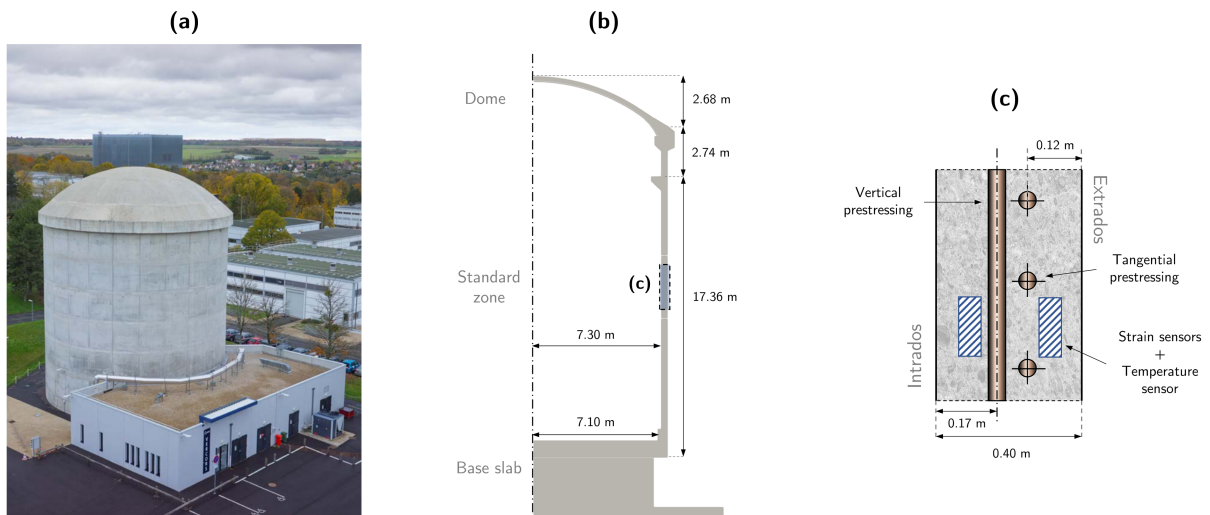 (a)
(b)
Dome
2.68 m
2.74 m
Standard
zone
(c)
17.36 m
7.30 m
7.10 m
Base slab
(c)
0.12 m
Vertical
prestressing
Extrados
Tangential
prestressing
Intrados
Strain sensors
+
Temperature
sensor
0.17 m
0.40 m